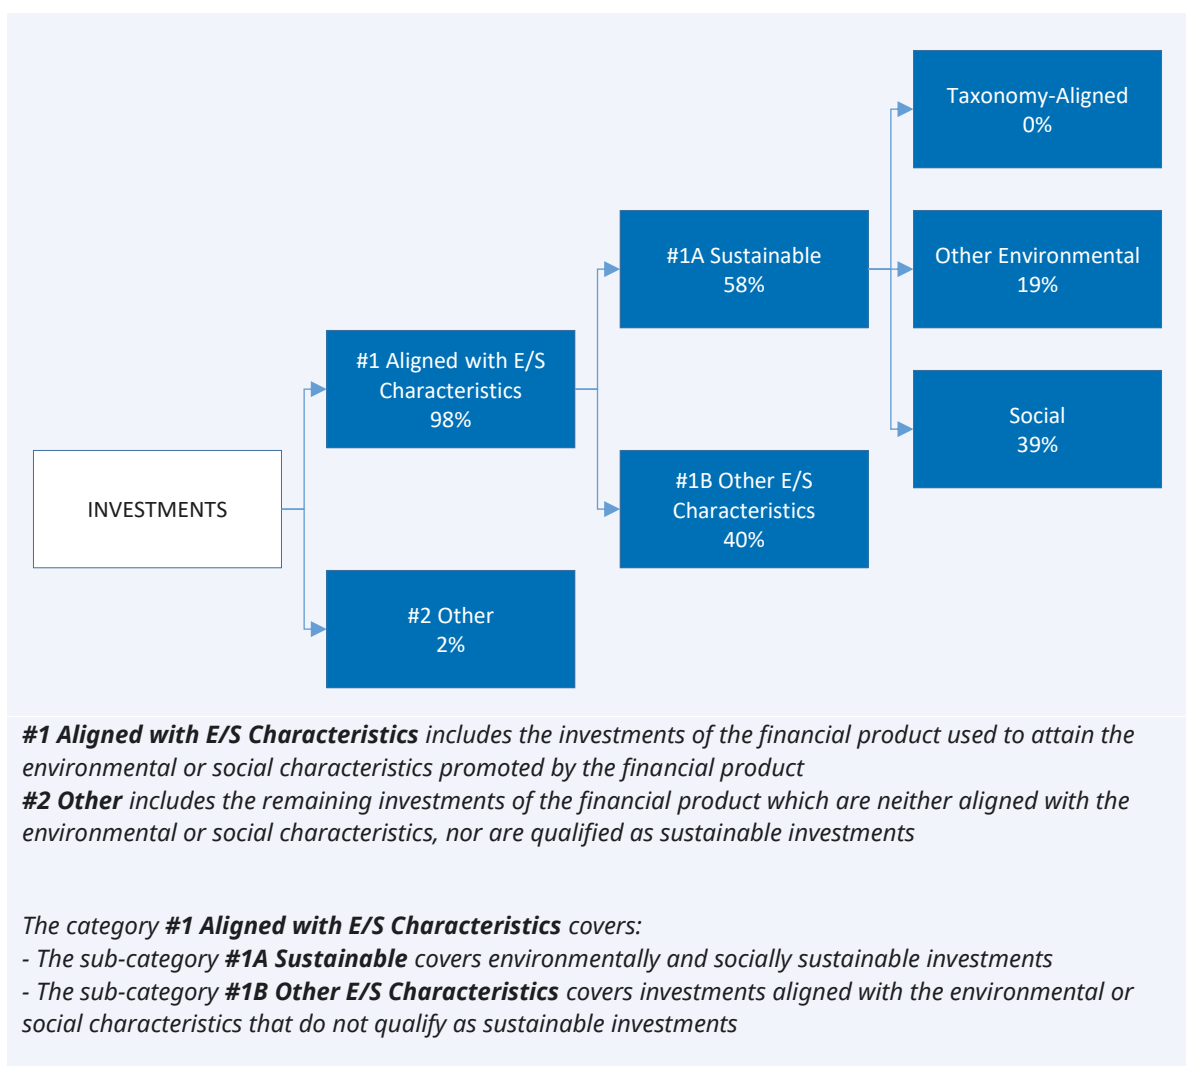 Taxonomy-Aligned
0%
#1A Sustainable
58%
Other Environmental
19%
#1 Aligned with E/S
Characteristics
98%
Social
39%
INVESTMENTS
#1B Other E/S
Characteristics
40%
#2 Other
2%
#1 Aligned with E/S Characteristics includes the investments of the financial product used to attain the
environmental or social characteristics promoted by the financial product
#2 Other includes the remaining investments of the financial product which are neither aligned with the
environmental or social characteristics, nor are qualified as sustainable investments
The category #1 Aligned with E/S Characteristics covers:
- The sub-category #1A Sustainable covers environmentally and socially sustainable investments
- The sub-category #1B Other E/S Characteristics covers investments aligned with the environmental or
social characteristics that do not qualify as sustainable investments